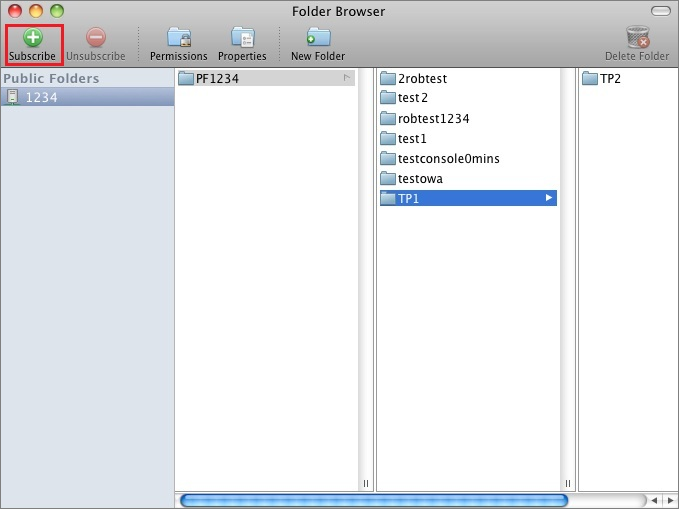 Folder Browser
Subscribe Unsubscribe Permissions Properties New Folder Delete Folder
Public Folders
1234
PF1234
2robtest
test2
robtest1234
test1
testconsole0mins
testowa
TP1
TP2